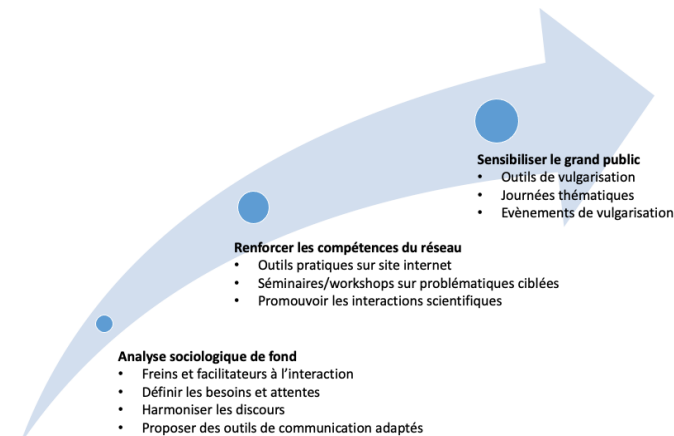 Sensibiliser le grand public
• Outils de vulgarisation
• Journées thématiques
• Evènements de vulgarisation
Renforcer les compétences du réseau
• Outils pratiques sur site internet
• Séminaires/workshops sur problématiques ciblées
• Promouvoir les interactions scientifiques
Analyse sociologique de fond
• Freins et facilitateurs à l’interaction
• Définir les besoins et attentes
• Harmoniser les discours
• Proposer des outils de communication adaptés